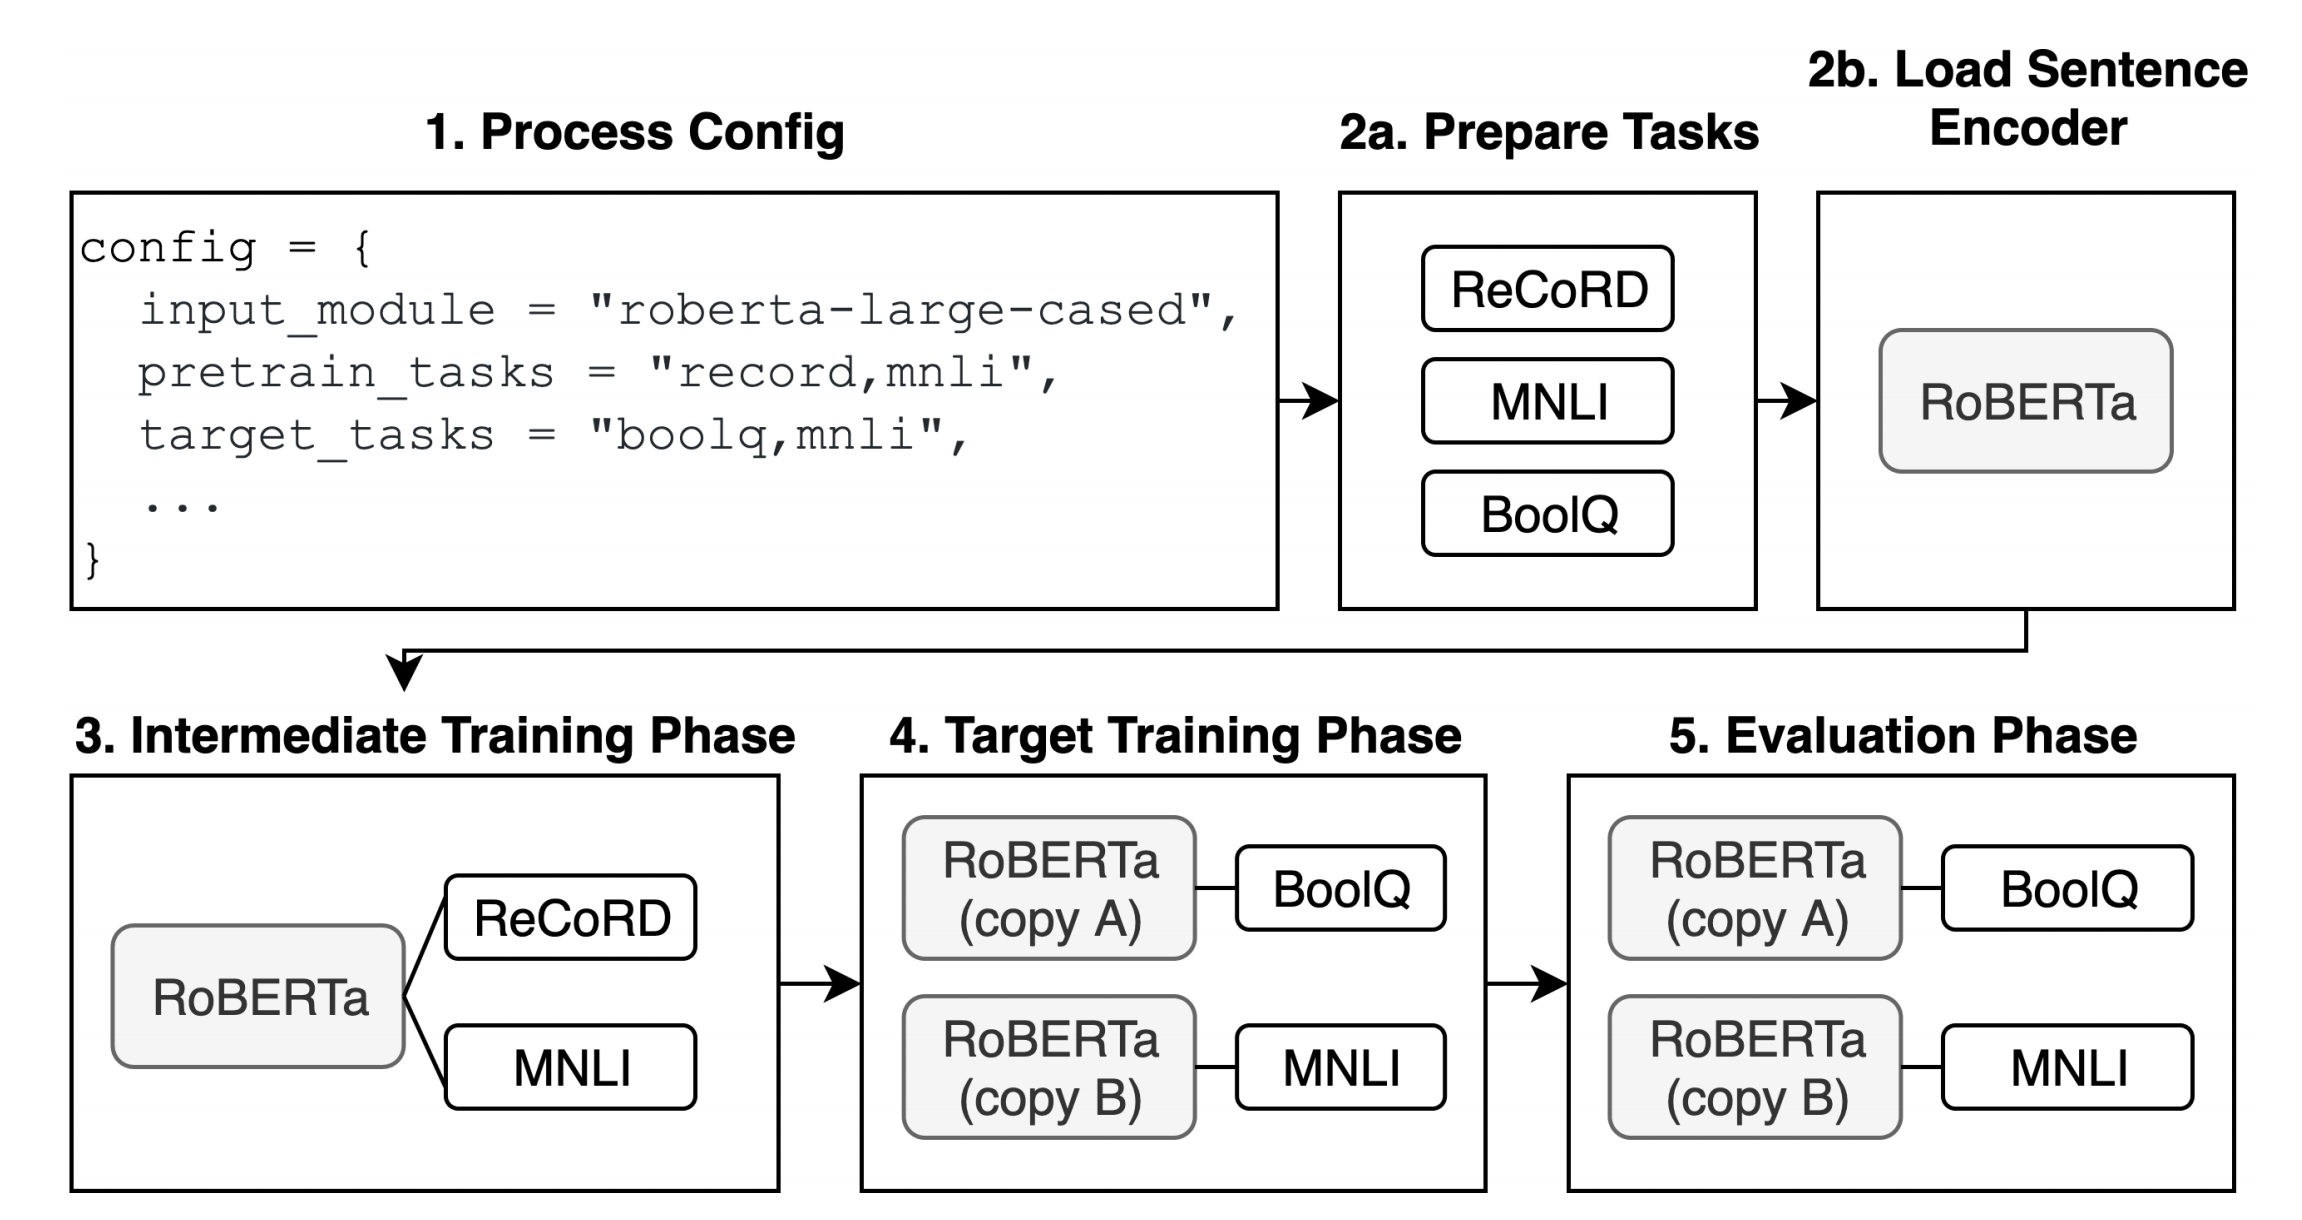 1. Process Config
config = {
input_module = "roberta-large-cased",
pretrain_tasks = "record,mnli",
target_tasks = "boolq,mnli",
...
}
2a. Prepare Tasks
ReCoRD
MNLI
BoolQ
2b. Load Sentence
Encoder
RoBERTa
3. Intermediate Training Phase
RoBERTa
ReCoRD
MNLI
4. Target Training Phase
RoBERTa
(copy A)
BoolQ
RoBERTa
(copy B)
MNLI
5. Evaluation Phase
RoBERTa
(copy A)
BoolQ
RoBERTa
(copy B)
MNLI